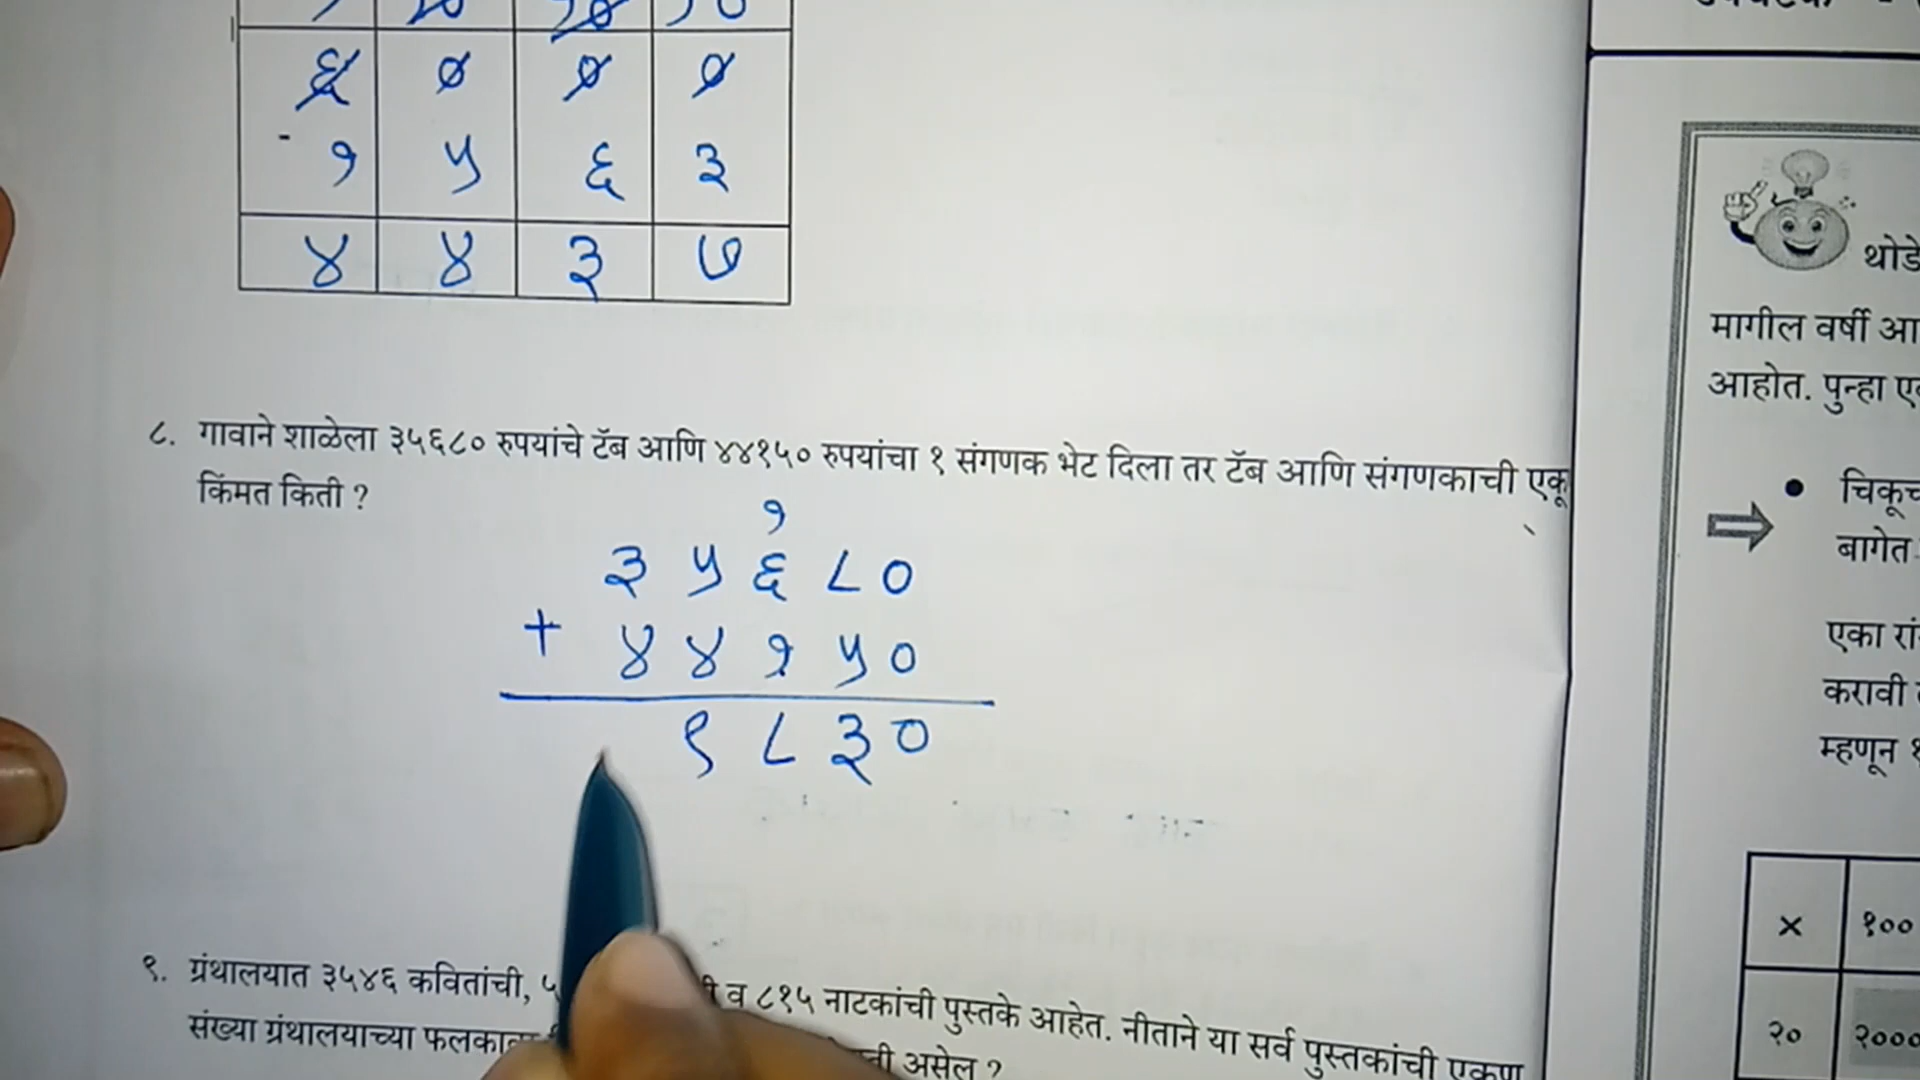 ६ ० ० ०
- १ ५ ६ ३
४ ४ ३ ७
८. गावाने शाळेला ३५६८० रुपयांचे टॅब आणि ४४१५० रुपयांचा १ संगणक भेट दिला तर टॅब आणि संगणकाची एकू
किंमत किती ?
१
३ ५ ६ ८ ०
+ ४ ४ १ ५ ०
९ ८ ३ ०
९. ग्रंथालयात ३५४६ कवितांची, व ८१५ नाटकांची पुस्तके आहेत. नीताने या सर्व पुस्तकांची एकूण
संख्या ग्रंथालयाच्या असेल ?
थोडे
मागील वर्षी आ
आहोत. पुन्हा ए
• चिकूच
बागेत
एका रां
करावी
म्हणून
× १००
२० २०००